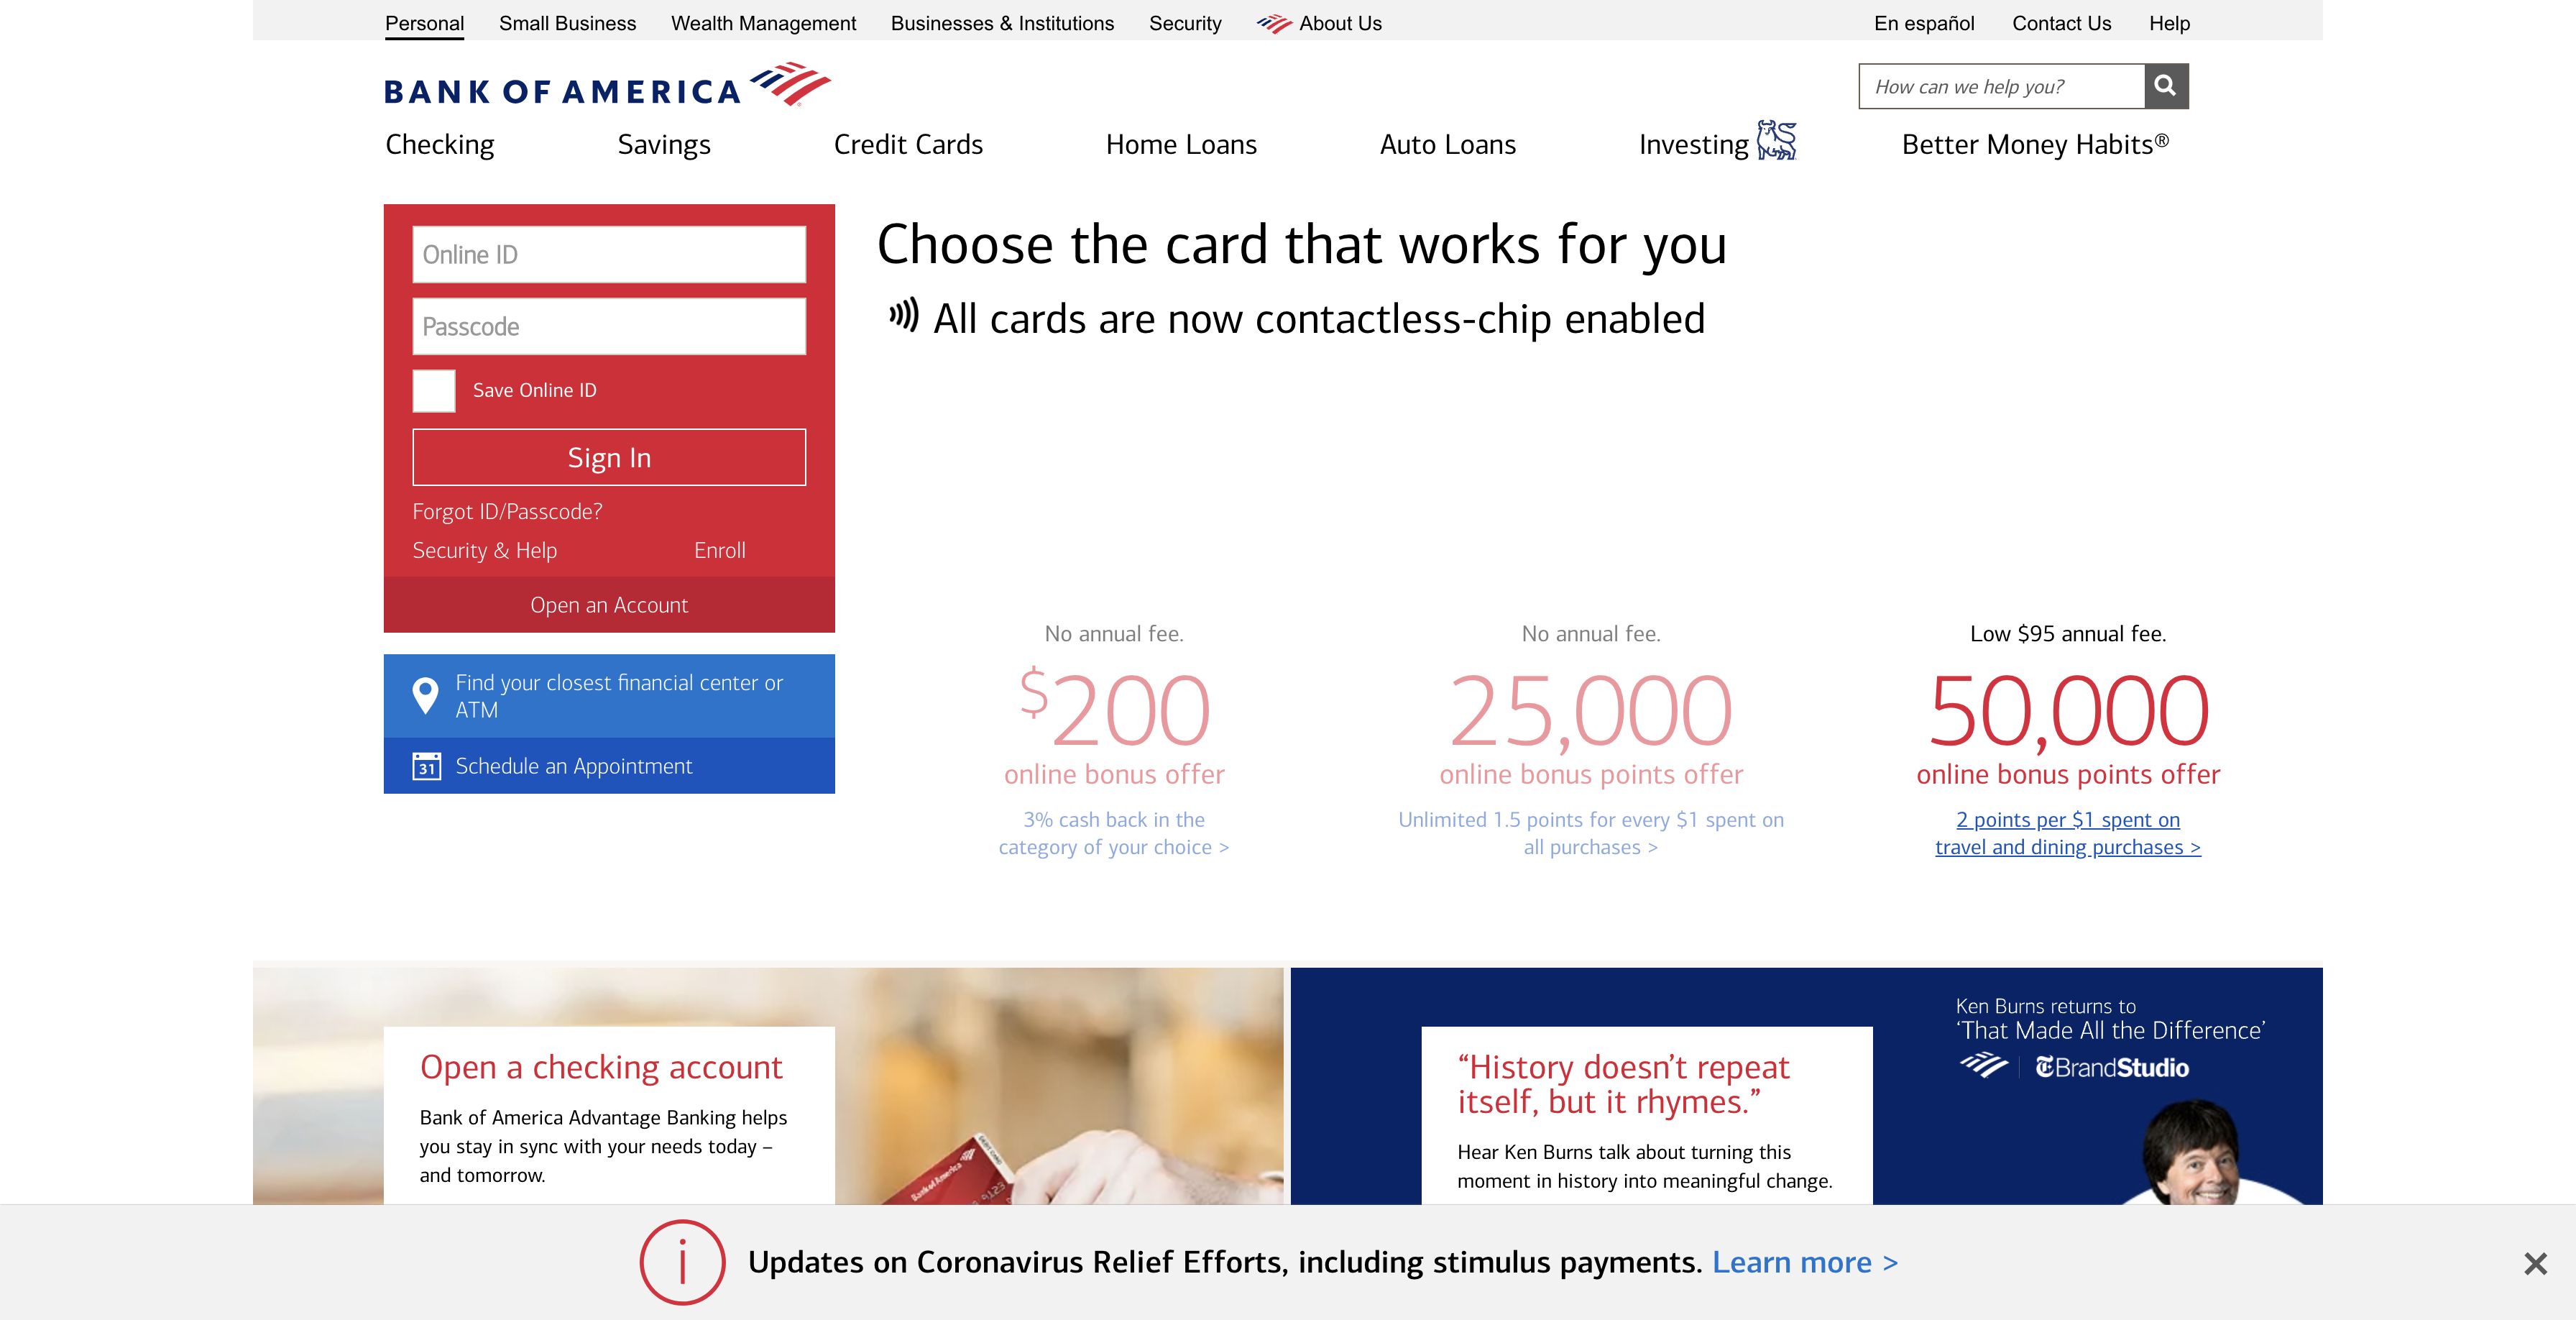 Personal Small Business Wealth Management Businesses & Institutions Security About Us En español Contact Us Help
BANK OF AMERICA
How can we help you?
Checking Savings Credit Cards Home Loans Auto Loans Investing Better Money Habits®
Online ID
Passcode
Save Online ID
Sign In
Forgot ID/Passcode?
Security & Help Enroll
Open an Account
Find your closest financial center or
ATM
31 Schedule an Appointment
Choose the card that works for you
All cards are now contactless-chip enabled
No annual fee.
$200
online bonus offer
3% cash back in the
category of your choice >
No annual fee.
25,000
online bonus points offer
Unlimited 1.5 points for every $1 spent on
all purchases >
Low $95 annual fee.
50,000
online bonus points offer
2 points per $1 spent on
travel and dining purchases >
Open a checking account
Bank of America Advantage Banking helps
you stay in sync with your needs today –
and tomorrow.
DEBIT CARD
Bank of America
“History doesn’t repeat
itself, but it rhymes.”
Hear Ken Burns talk about turning this
moment in history into meaningful change.
Ken Burns returns to
‘That Made All the Difference’
T BrandStudio
Updates on Coronavirus Relief Efforts, including stimulus payments. Learn more >